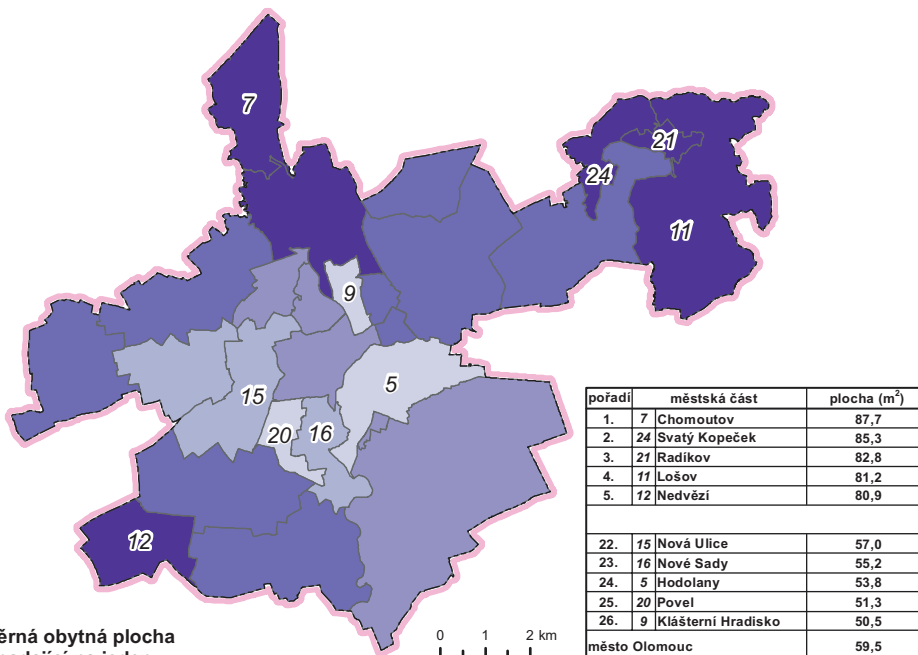 7
21
24
11
9
15
5
20
16
12
pořadí městská část plocha (m²)
1. 7 Chomoutov 87,7
2. 24 Svatý Kopeček 85,3
3. 21 Radíkov 82,8
4. 11 Lošov 81,2
5. 12 Nedvězí 80,9
22. 15 Nová Ulice 57,0
23. 16 Nové Sady 55,2
24. 5 Hodolany 53,8
25. 20 Povel 51,3
26. 9 Klášterní Hradisko 50,5
město Olomouc 59,5
0 1 2 km
ěrná obytná plocha